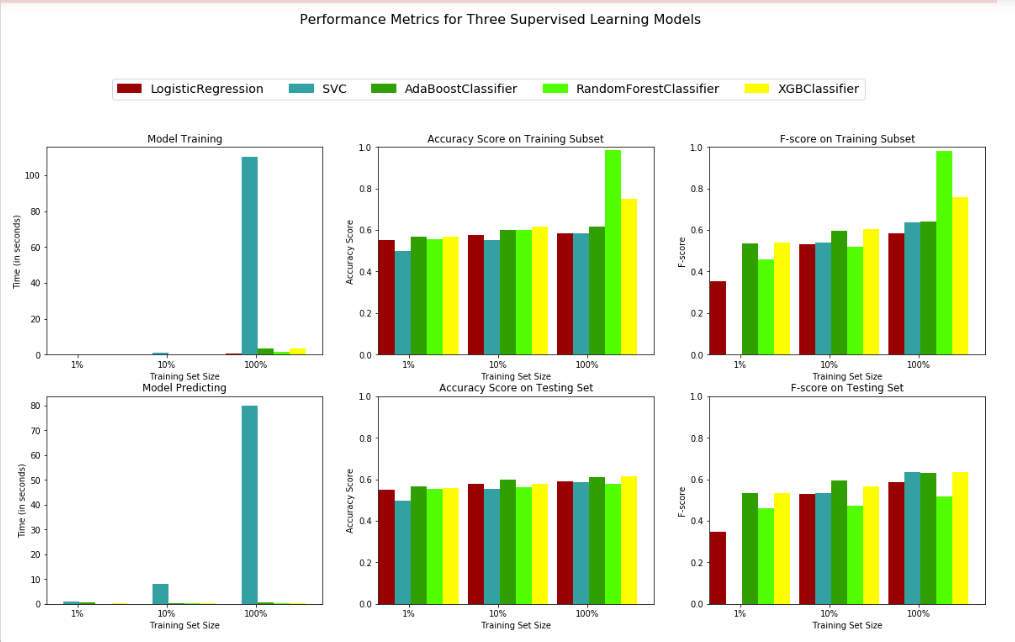 Performance Metrics for Three Supervised Learning Models
LogisticRegression SVC AdaBoostClassifier RandomForestClassifier XGBClassifier
Model Training
Time (in seconds)
100
80
60
40
20
0
1% 10% 100%
Training Set Size
Accuracy Score on Training Subset
Accuracy Score
1.0
0.8
0.6
0.4
0.2
0.0
1% 10% 100%
Training Set Size
F-score on Training Subset
F-score
1.0
0.8
0.6
0.4
0.2
0.0
1% 10% 100%
Training Set Size
Model Predicting
Time (in seconds)
80
70
60
50
40
30
20
10
0
1% 10% 100%
Training Set Size
Accuracy Score on Testing Set
Accuracy Score
1.0
0.8
0.6
0.4
0.2
0.0
1% 10% 100%
Training Set Size
F-score on Testing Set
F-score
1.0
0.8
0.6
0.4
0.2
0.0
1% 10% 100%
Training Set Size